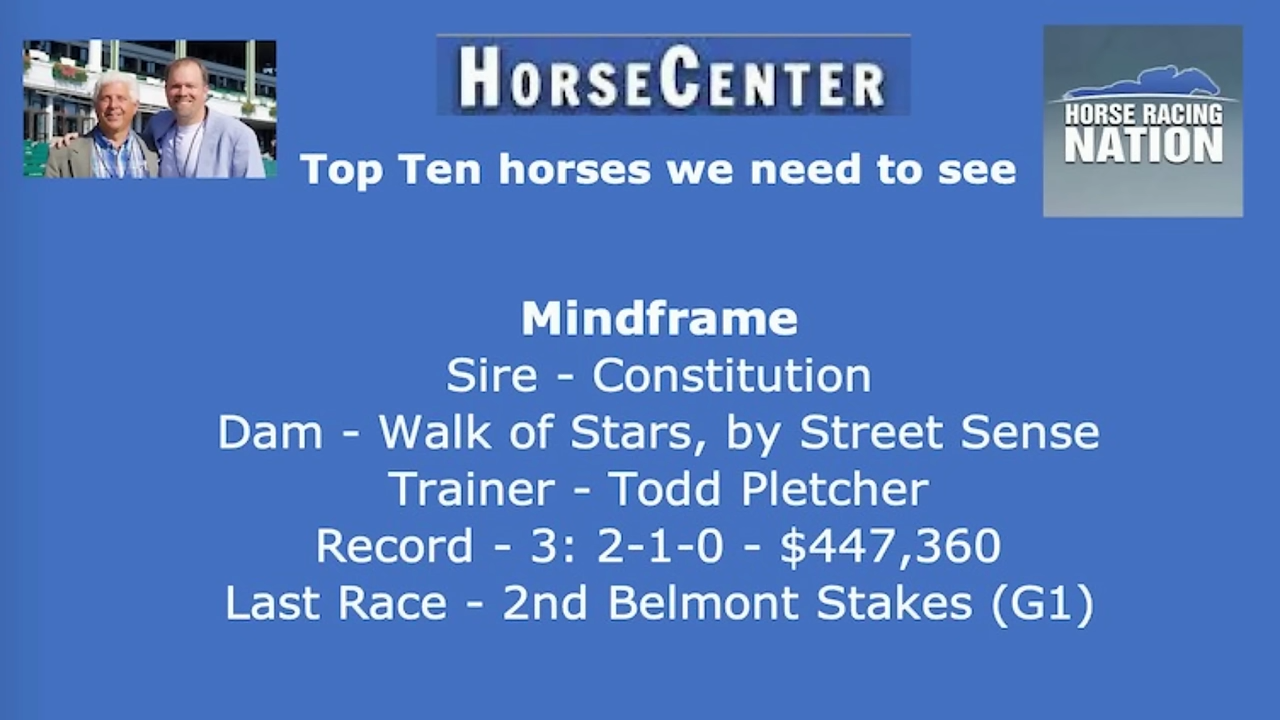 HORSECENTER
HORSE RACING
NATION
Top Ten horses we need to see
Mindframe
Sire - Constitution
Dam - Walk of Stars, by Street Sense
Trainer - Todd Pletcher
Record - 3: 2-1-0 - $447,360
Last Race - 2nd Belmont Stakes (G1)